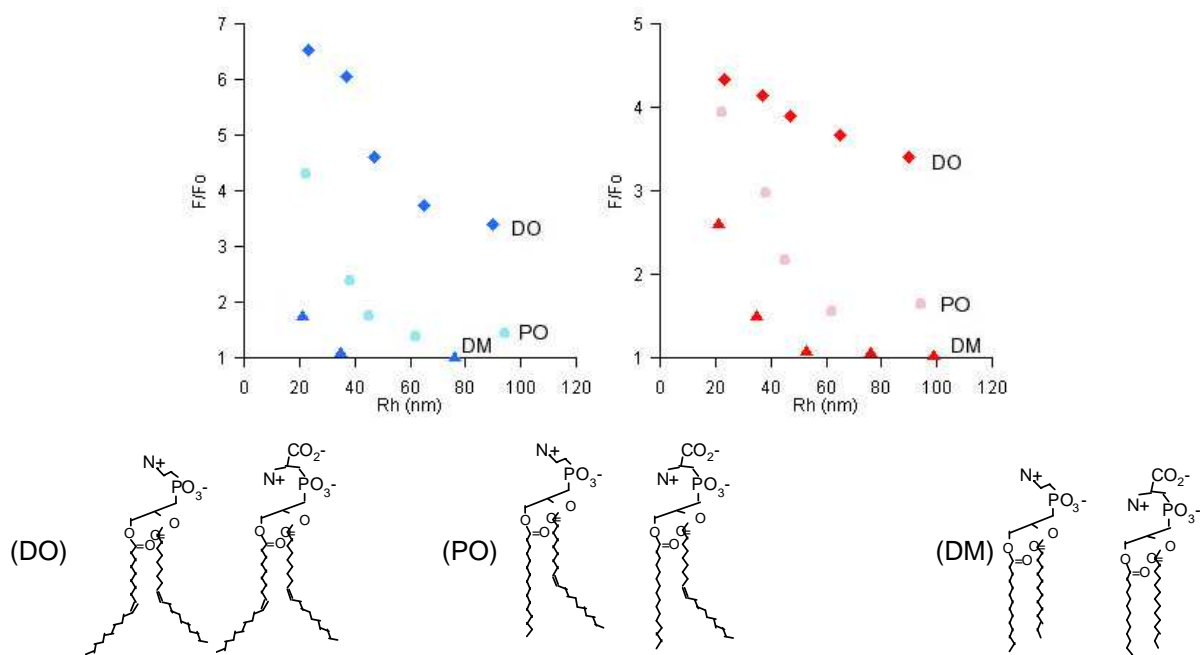 7
6
5
4
3
2
1
F/Fo
0 20 40 60 80 100 120
Rh (nm)
DO
PO
DM
5
4
3
2
1
F/Fo
0 20 40 60 80 100 120
Rh (nm)
DO
PO
DM
(DO)
N+
PO3-
O
O
=O
O=
CO2-
N+
PO3-
O
O
=O
O=
(PO)
N+
PO3-
O
O
=O
O=
CO2-
N+
PO3-
O
O
=O
O=
(DM)
N+
PO3-
O
O
=O
O=
CO2-
N+
PO3-
O
O
=O
O=